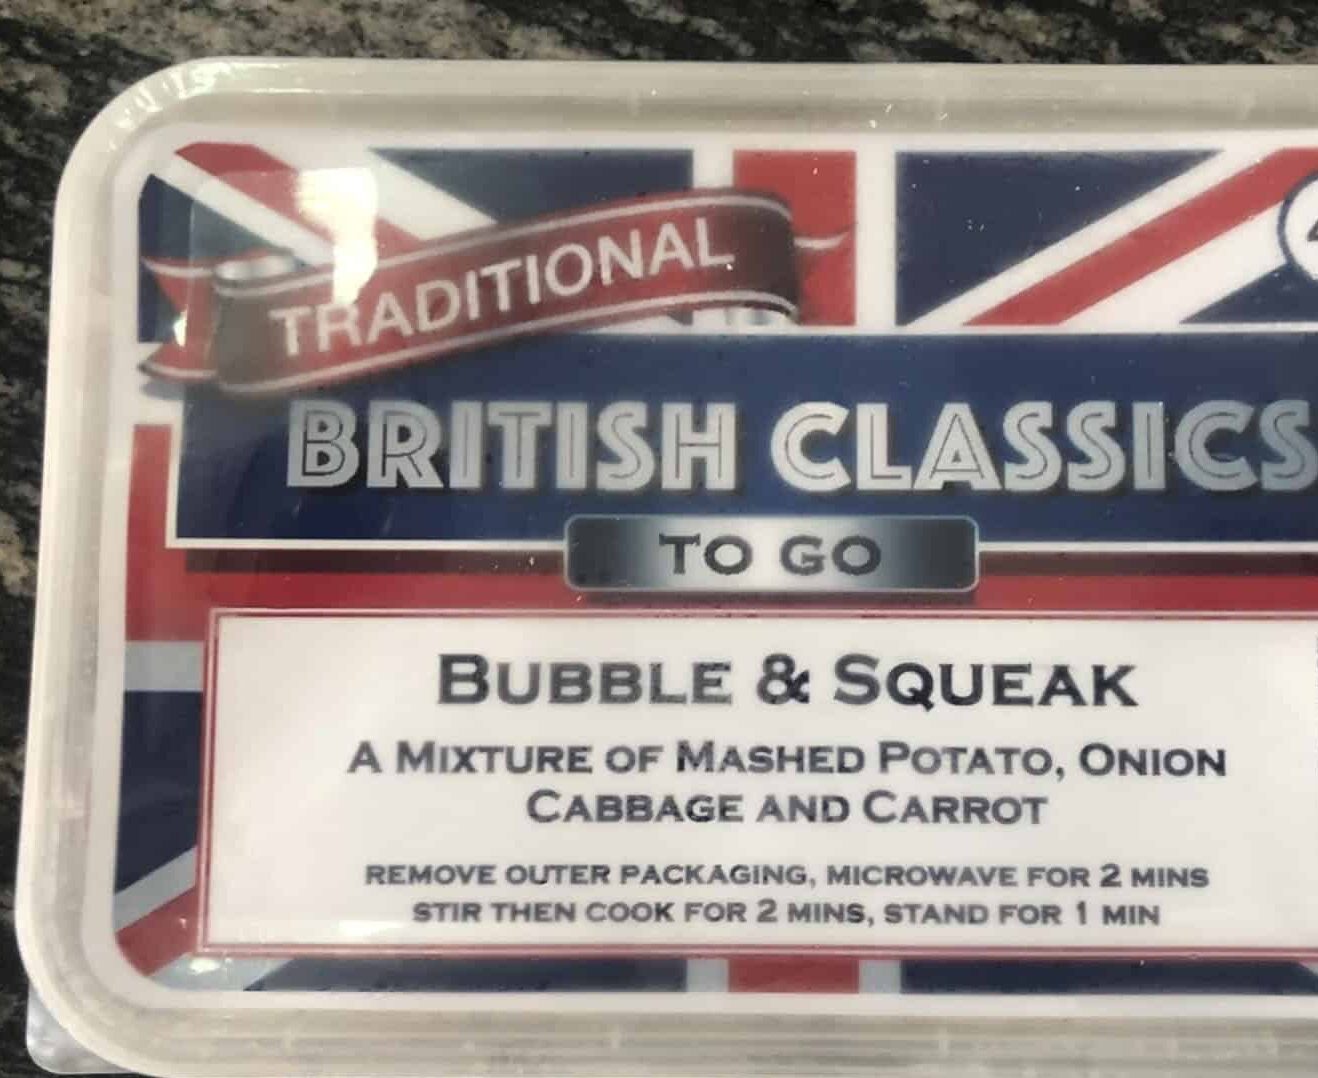 TRADITIONAL
BRITISH CLASSICS
TO GO
BUBBLE & SQUEAK
A MIXTURE OF MASHED POTATO, ONION
CABBAGE AND CARROT
REMOVE OUTER PACKAGING, MICROWAVE FOR 2 MINS
STIR THEN COOK FOR 2 MINS, STAND FOR 1 MIN